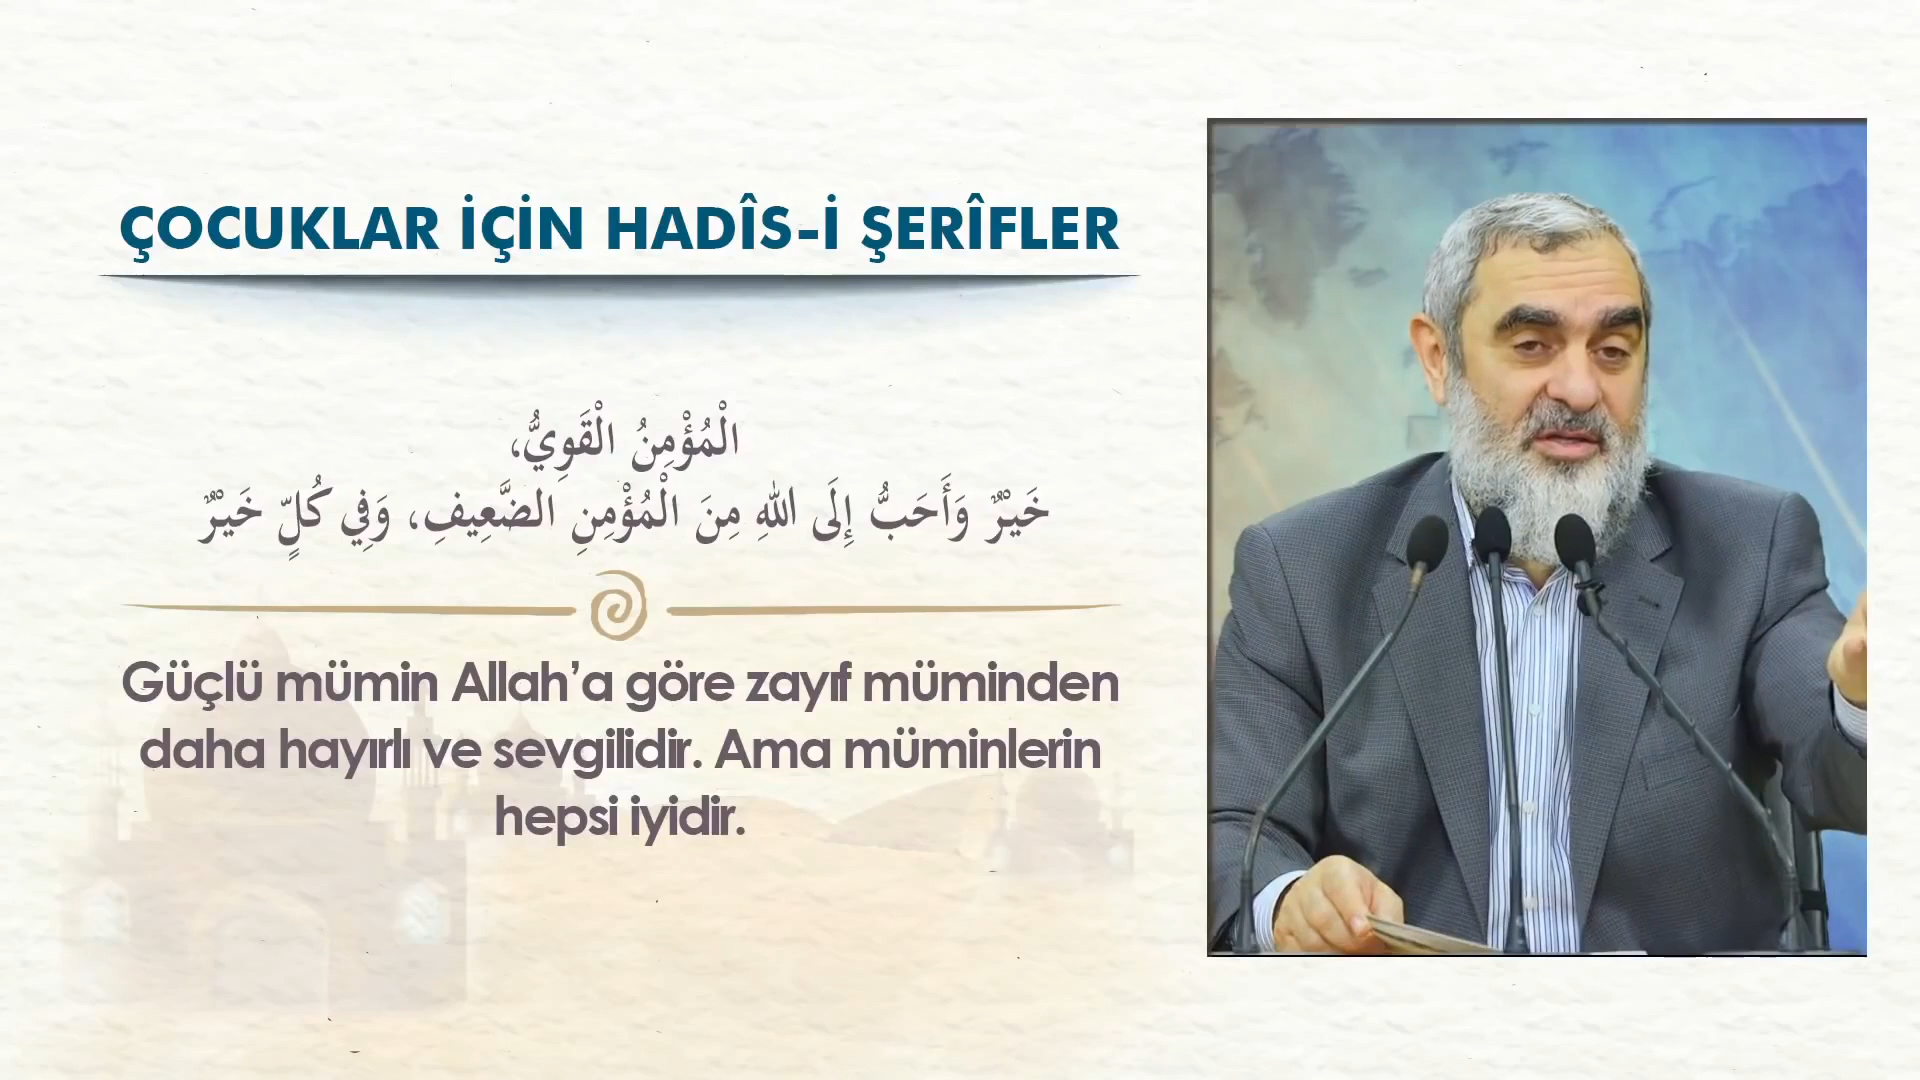 ÇOCUKLAR İÇİN HADÎS-İ ŞERÎFLER
الْمُؤْمِنُ الْقَوِيُّ،
خَيْرٌ وَأَحَبُّ إِلَى اللهِ مِنَ الْمُؤْمِنِ الضَّعِيفِ، وَفِي كُلٍّ خَيْرٌ
Güçlü mümin Allah’a göre zayıf müminden
daha hayırlı ve sevgilidir. Ama müminlerin
hepsi iyidir.